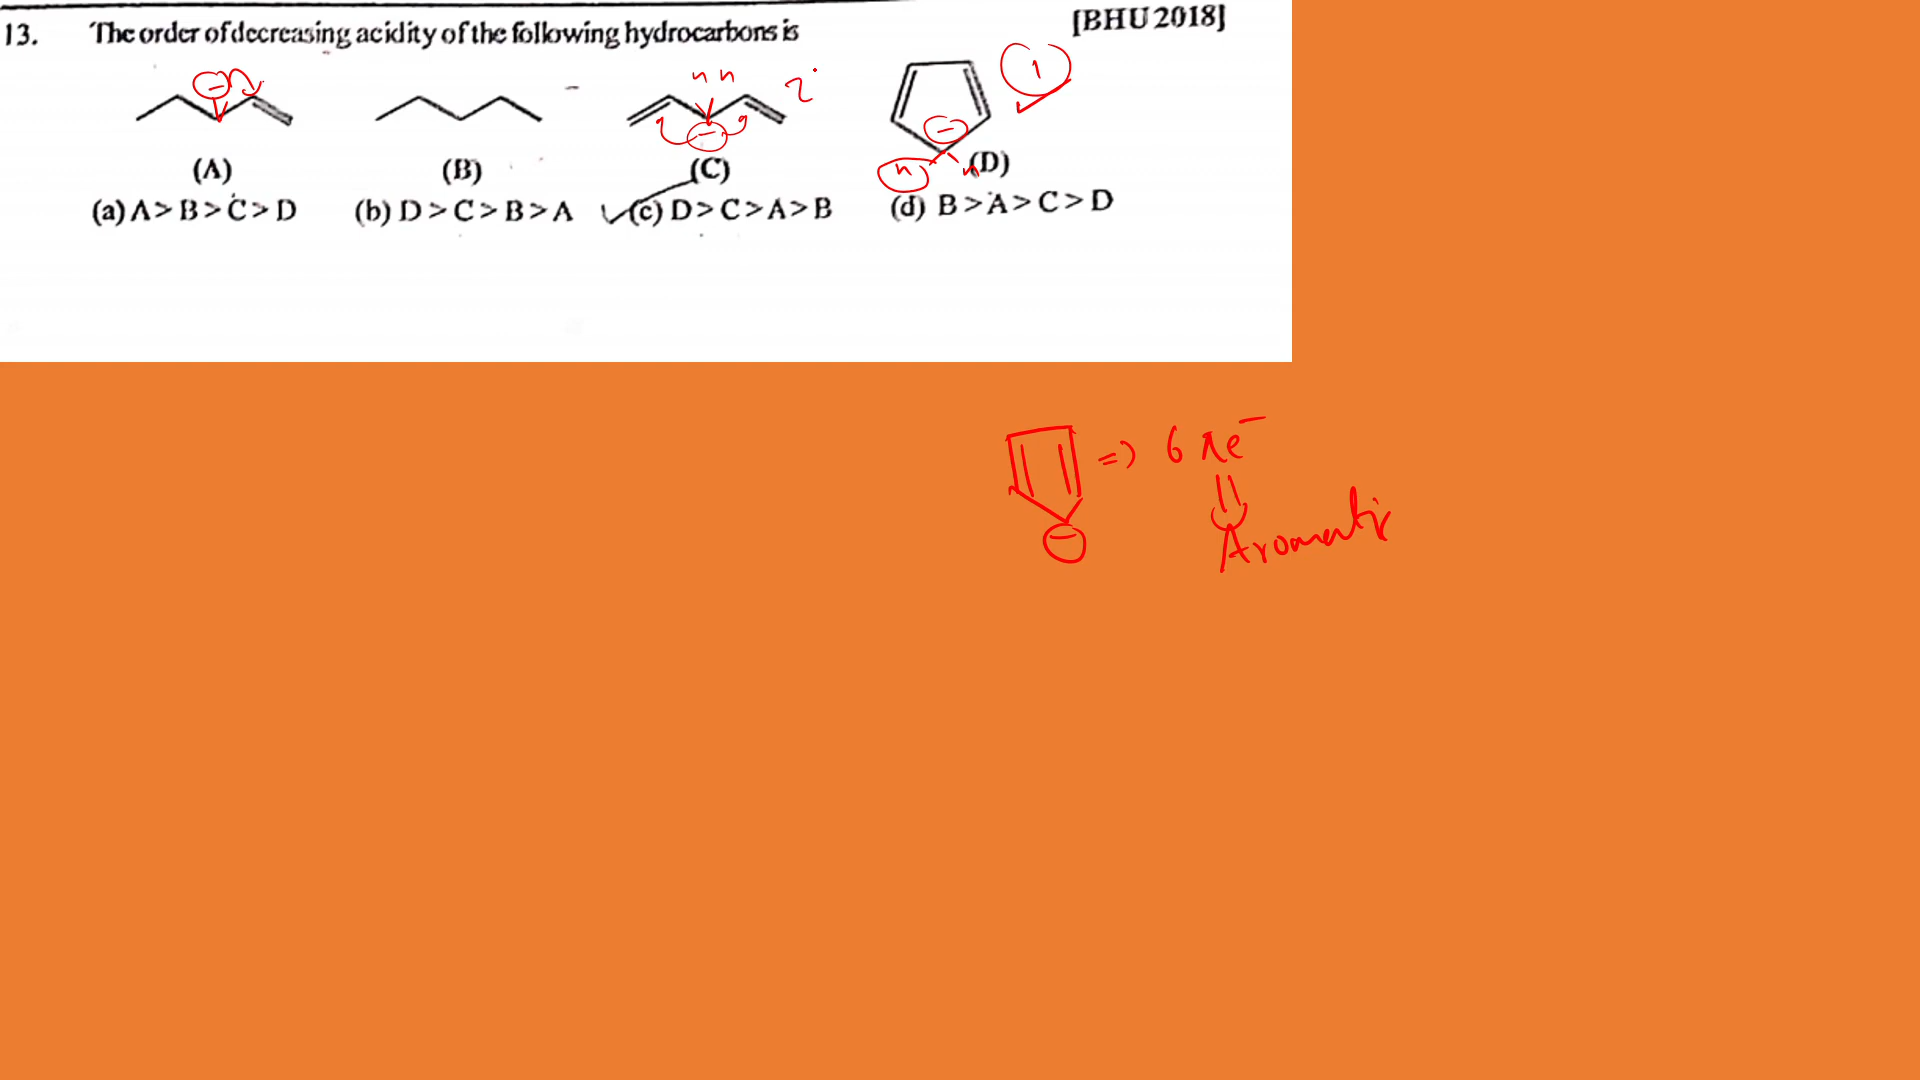 13. The order of decreasing acidity of the following hydrocarbons is [BHU 2018]
n n 2 1
n n
(A) (B) (C) (D)
(a) A > B > C > D (b) D > C > B > A (c) D > C > A > B (d) B > A > C > D
=> 6 πe⁻
Aromatic